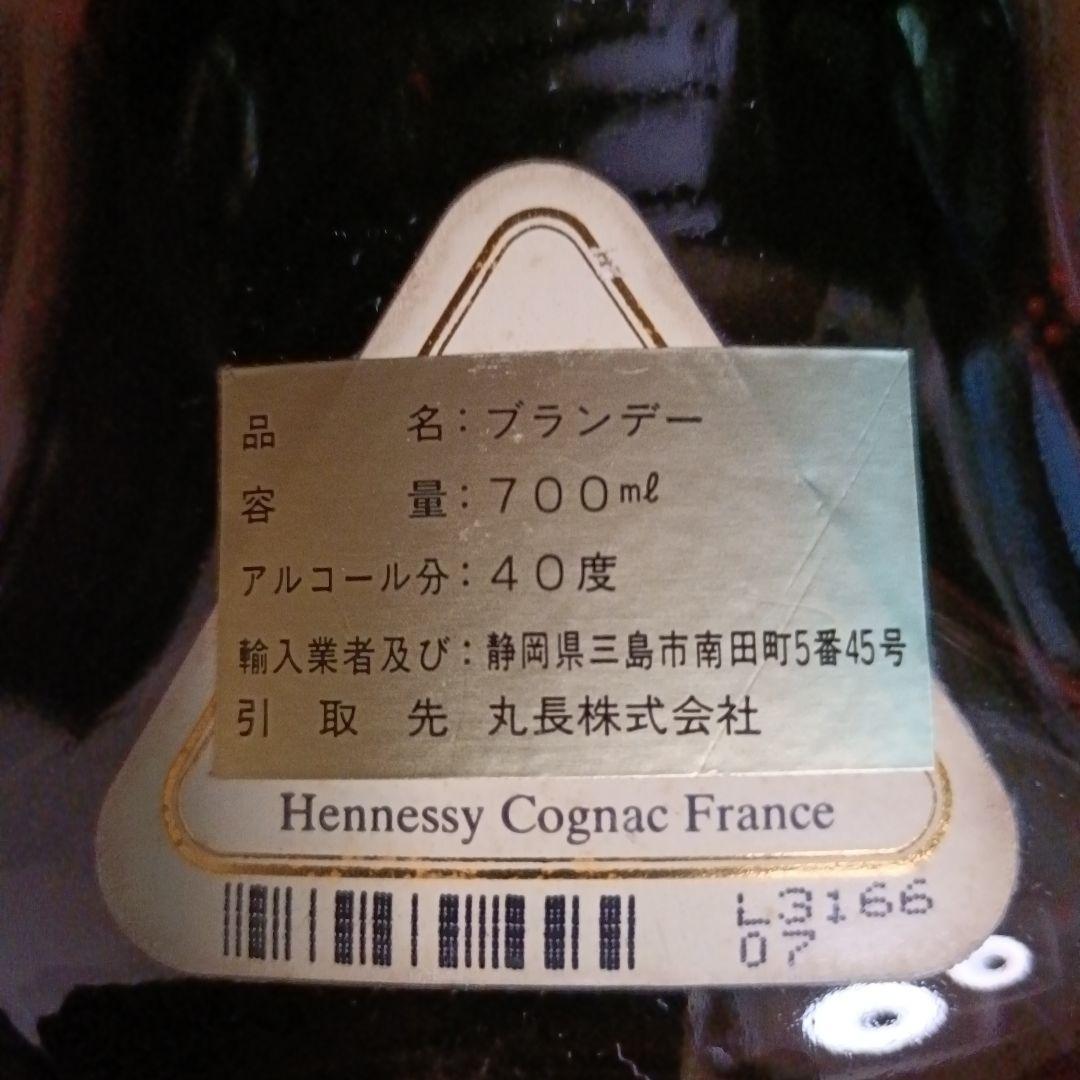 品名：ブランデー
容量：700ml
アルコール分：40度
輸入業者及び：静岡県三島市南田町5番45号
引取先 丸長株式会社
Hennessy Cognac France
L3166
07